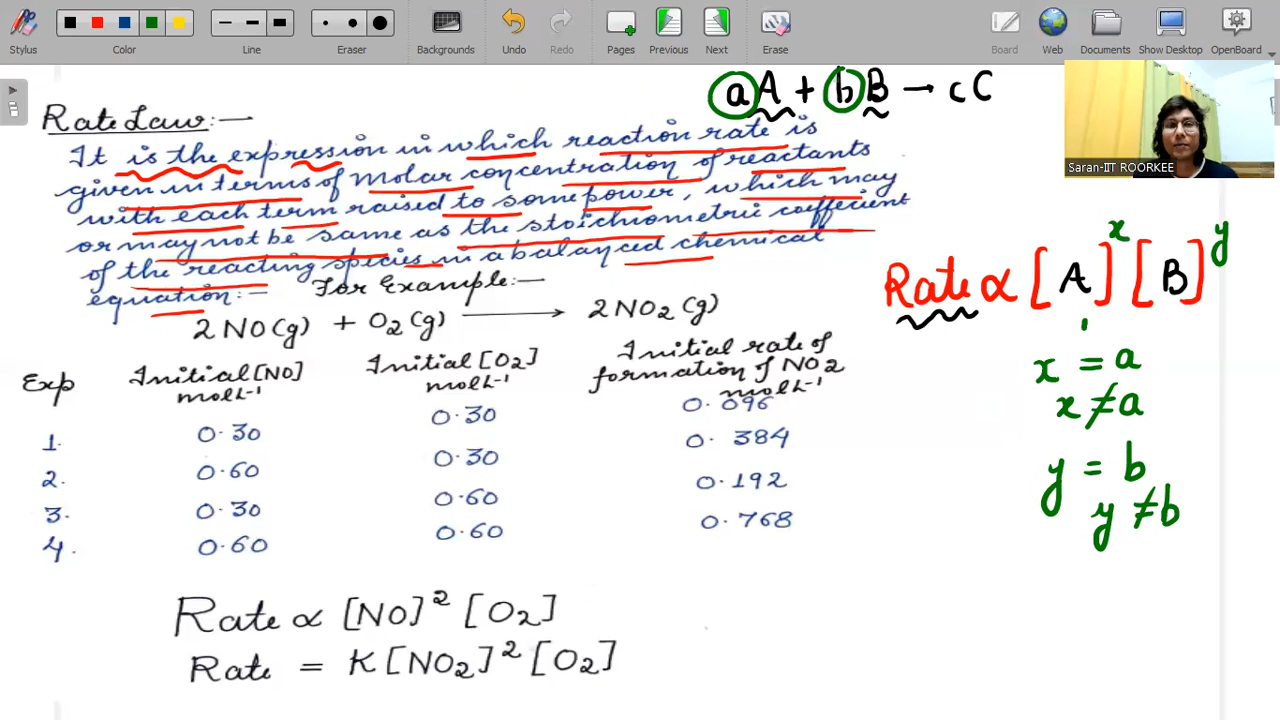 Stylus
Color
Line
Eraser
Backgrounds
Undo
Redo
Pages
Previous
Next
Erase
Board
Web
Documents
Show Desktop
OpenBoard
aA + bB → cC
Saran-IIT ROORKEE
Rate Law:—
It is the expression in which reaction rate is
given in terms of Molar concentration of reactants
with each term raised to some power, which may
or may not be same as the stoichiometric coefficient
of the reacting species in a balanced chemical
equation:- For Example:—
2NO(g) + O₂(g) ⟶ 2NO₂(g)
Exp
Initial [NO]
mol L⁻¹
Initial [O₂]
mol L⁻¹
Initial rate of
formation of NO2
mol L⁻¹
1. 0.30 0.30 0.096
2. 0.60 0.30 0.384
3. 0.30 0.60 0.192
4. 0.60 0.60 0.768
Rate ∝ [NO]² [O₂]
Rate = K[NO₂]² [O₂]
Rate ∝ [A]ˣ [B]ʸ
x = a
x ≠ a
y = b
y ≠ b